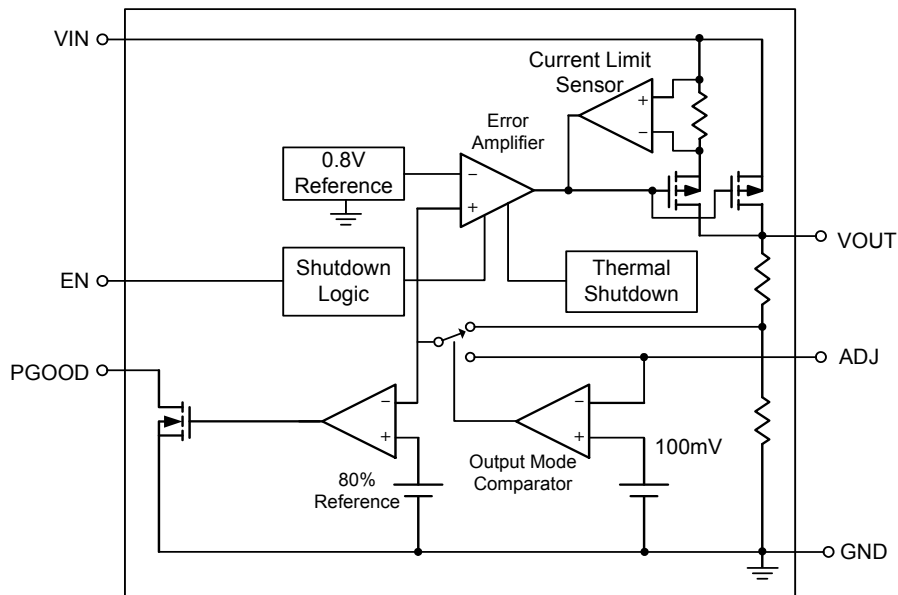 VIN
Current Limit
Sensor
+
−
Error
Amplifier
0.8V
Reference
−
+
VOUT
EN
Shutdown
Logic
Thermal
Shutdown
ADJ
PGOOD
−
+
−
+
100mV
80%
Reference
Output Mode
Comparator
GND